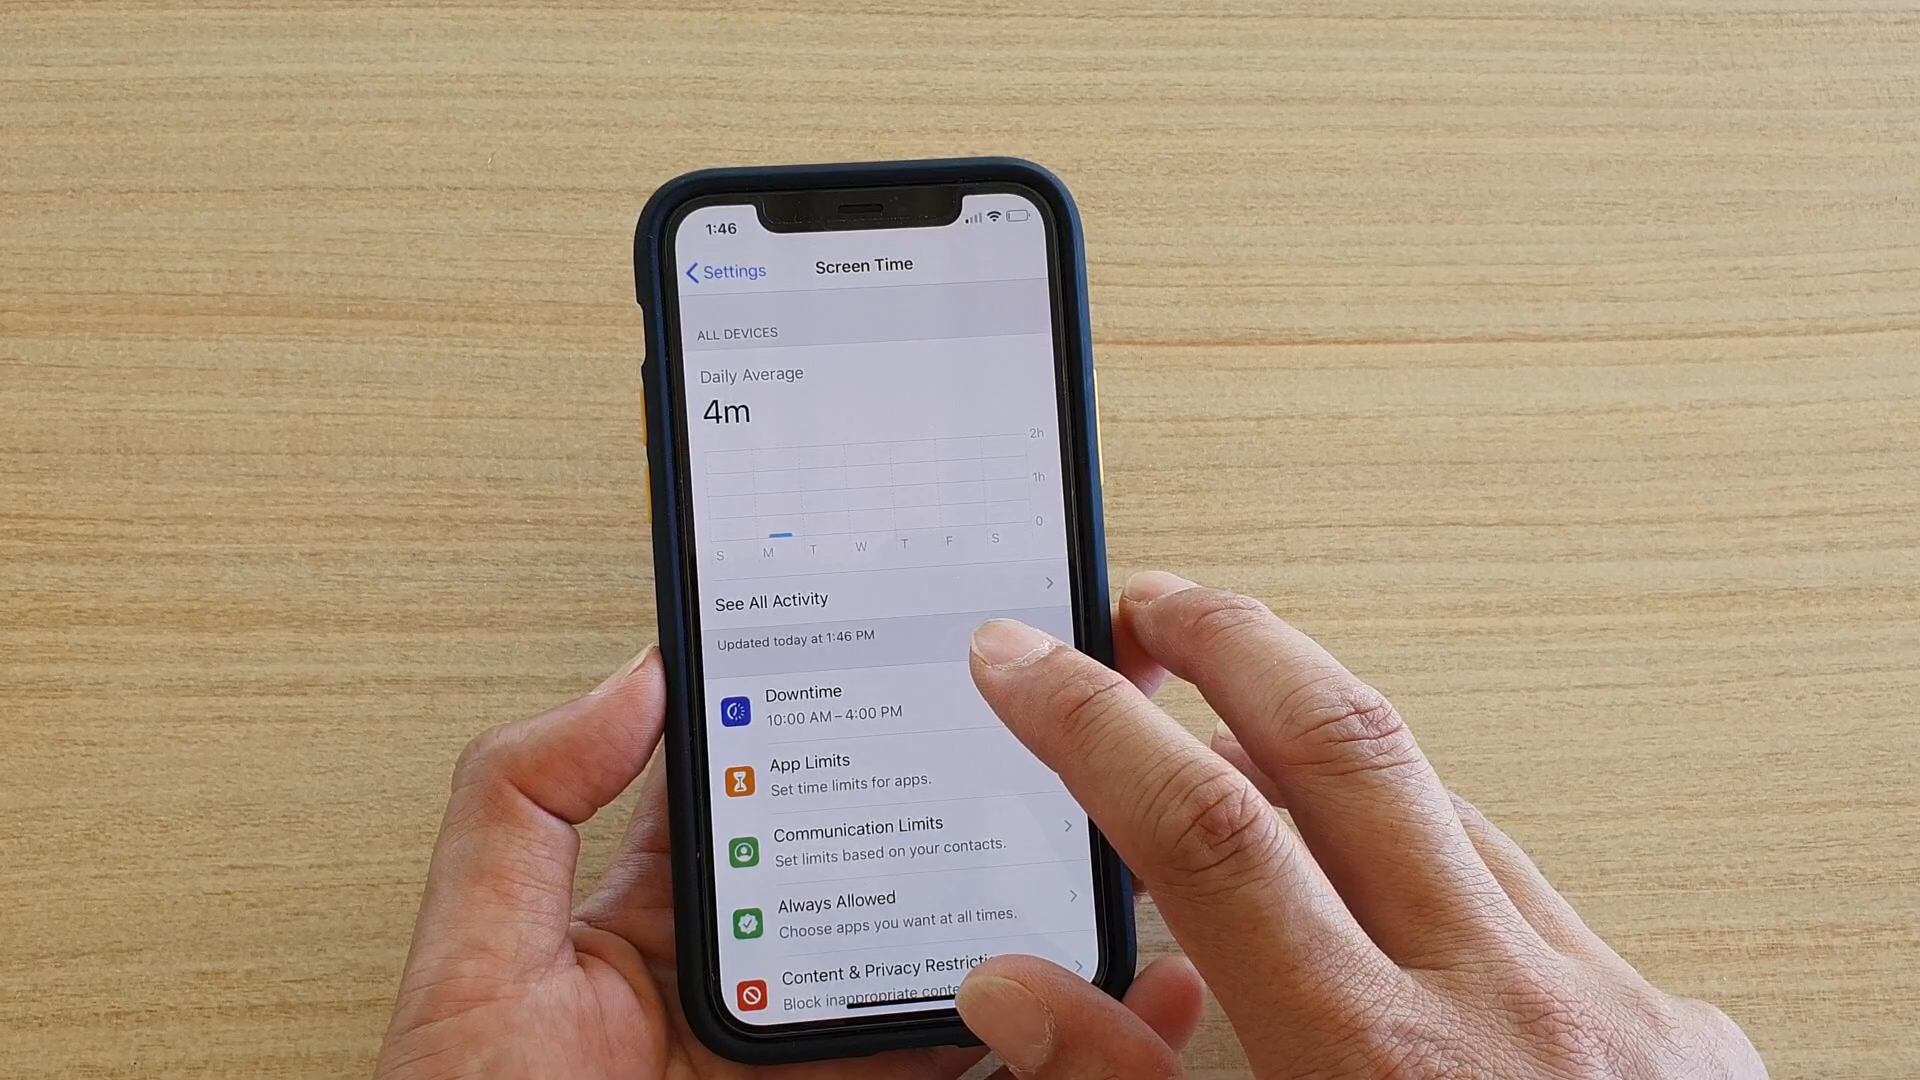 1:46
Settings
Screen Time
ALL DEVICES
Daily Average
4m
2h
1h
0
S M T W T F S
See All Activity
Updated today at 1:46 PM
Downtime
10:00 AM – 4:00 PM
App Limits
Set time limits for apps.
Communication Limits
Set limits based on your contacts.
Always Allowed
Choose apps you want at all times.
Content & Privacy
Block inappropriate